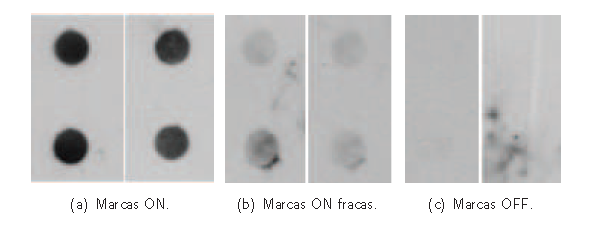 (a) Marcas ON.
(b) Marcas ON fracas.
(c) Marcas OFF.